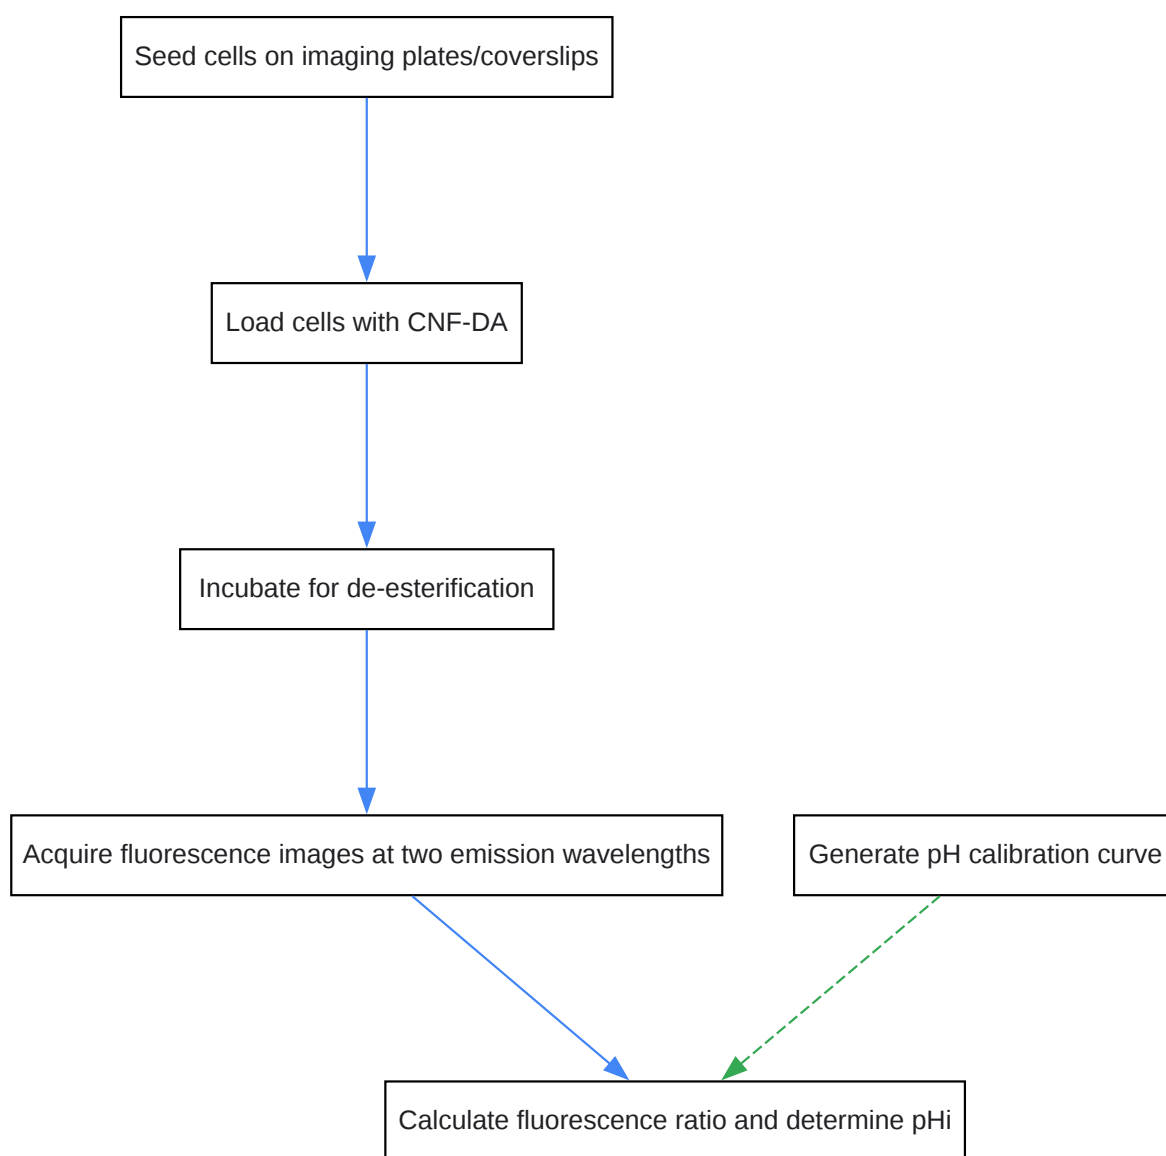 Seed cells on imaging plates/coverslips
Load cells with CNF-DA
Incubate for de-esterification
Acquire fluorescence images at two emission wavelengths
Generate pH calibration curve
Calculate fluorescence ratio and determine pHi